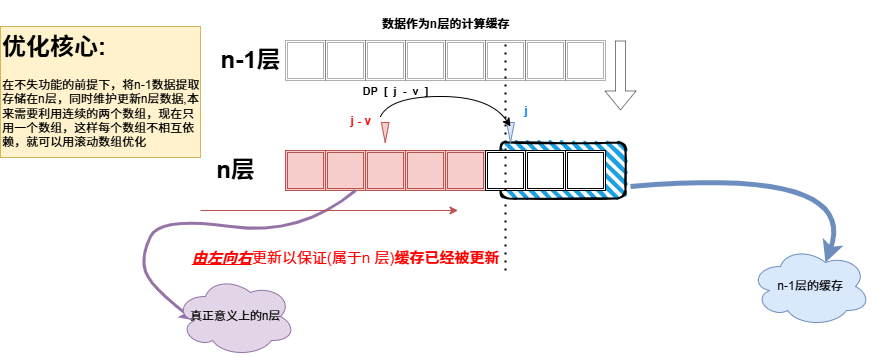 数据作为n层的计算缓存
优化核心:
在不失功能的前提下，将n-1数据提取
存储在n层，同时维护更新n层数据,本
来需要利用连续的两个数组，现在只
用一个数组，这样每个数组不相互依
赖，就可以用滚动数组优化
n-1层
DP [ j - v ]
j - v
j
n层
由左向右更新以保证(属于n 层)缓存已经被更新
真正意义上的n层
n-1层的缓存